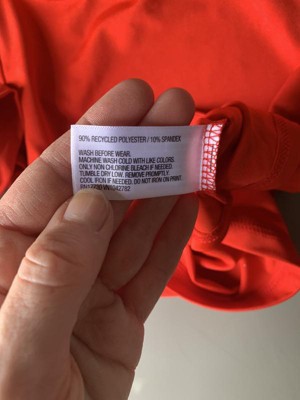 90% RECYCLED POLYESTER / 10% SPANDEX
WASH BEFORE WEAR.
MACHINE WASH COLD WITH LIKE COLORS.
ONLY NON CHLORINE BLEACH IF NEEDED.
TUMBLE DRY LOW. REMOVE PROMPTLY.
COOL IRON IF NEEDED. DO NOT IRON ON PRINT.